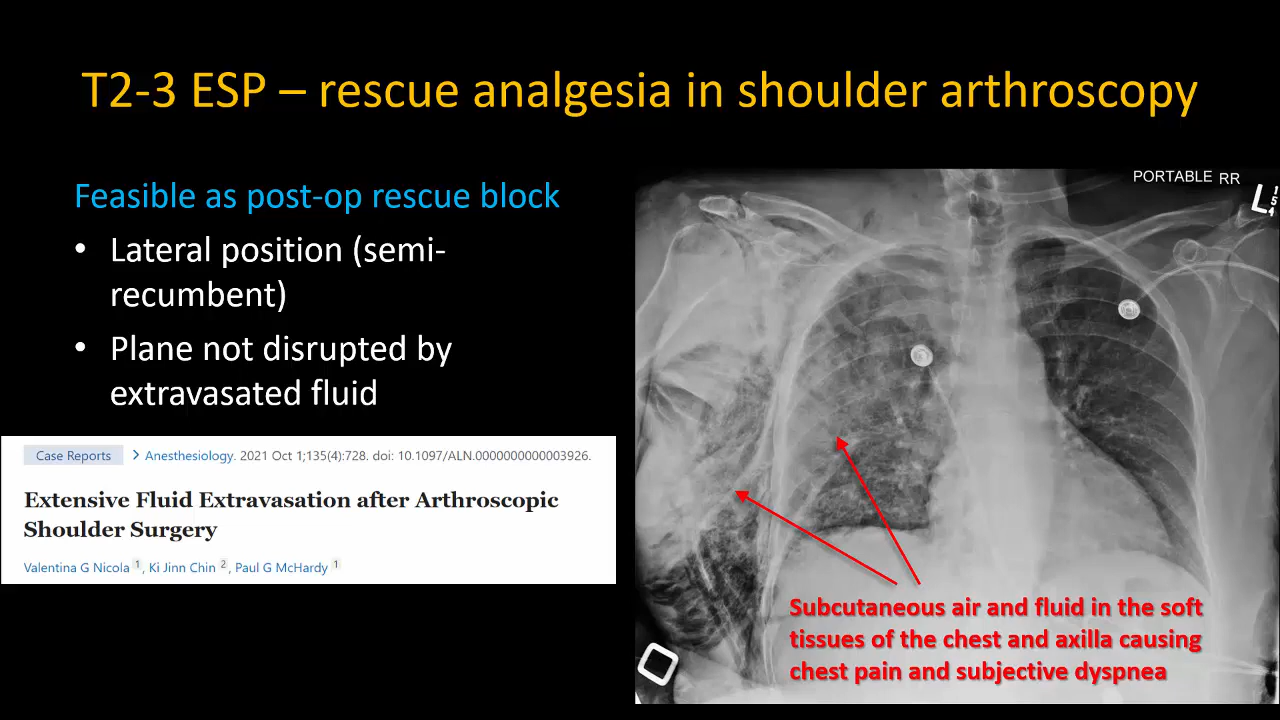 T2-3 ESP – rescue analgesia in shoulder arthroscopy
Feasible as post-op rescue block
• Lateral position (semi-
recumbent)
• Plane not disrupted by
extravasated fluid
Case Reports > Anesthesiology. 2021 Oct 1;135(4):728. doi: 10.1097/ALN.0000000000003926.
Extensive Fluid Extravasation after Arthroscopic
Shoulder Surgery
Valentina G Nicola 1, Ki Jinn Chin 2, Paul G McHardy 1
PORTABLE RR
L
Subcutaneous air and fluid in the soft
tissues of the chest and axilla causing
chest pain and subjective dyspnea